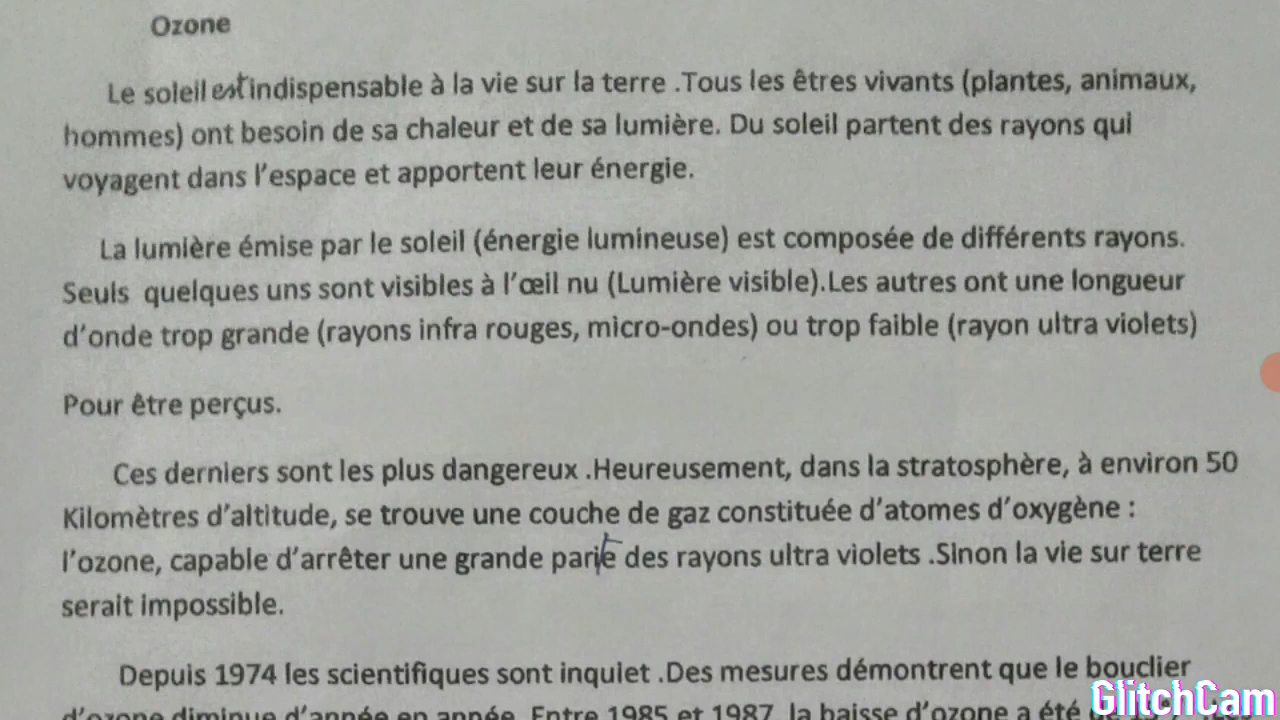 Ozone
Le soleil est indispensable à la vie sur la terre .Tous les êtres vivants (plantes, animaux,
hommes) ont besoin de sa chaleur et de sa lumière. Du soleil partent des rayons qui
voyagent dans l'espace et apportent leur énergie.
La lumière émise par le soleil (énergie lumineuse) est composée de différents rayons.
Seuls quelques uns sont visibles à l'œil nu (Lumière visible).Les autres ont une longueur
d'onde trop grande (rayons infra rouges, micro-ondes) ou trop faible (rayon ultra violets)
Pour être perçus.
Ces derniers sont les plus dangereux .Heureusement, dans la stratosphère, à environ 50
Kilomètres d'altitude, se trouve une couche de gaz constituée d'atomes d'oxygène :
l'ozone, capable d'arrêter une grande partie des rayons ultra violets .Sinon la vie sur terre
serait impossible.
Depuis 1974 les scientifiques sont inquiet .Des mesures démontrent que le bouclier
d'ozone diminue d'année en année. Entre 1985 et 1987, la baisse d'ozone a été
GlitchCam